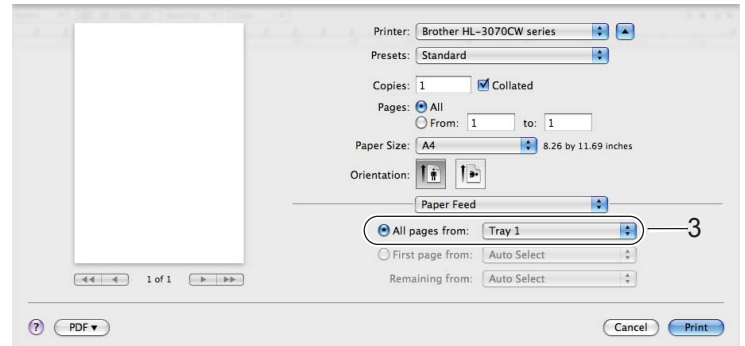 Printer: Brother HL-3070CW series
Presets: Standard
Copies: 1 Collated
Pages: All
From: 1 to: 1
Paper Size: A4 8.26 by 11.69 inches
Orientation:
Paper Feed
All pages from: Tray 1 3
First page from: Auto Select
Remaining from: Auto Select
1 of 1
? PDF ▾ Cancel Print